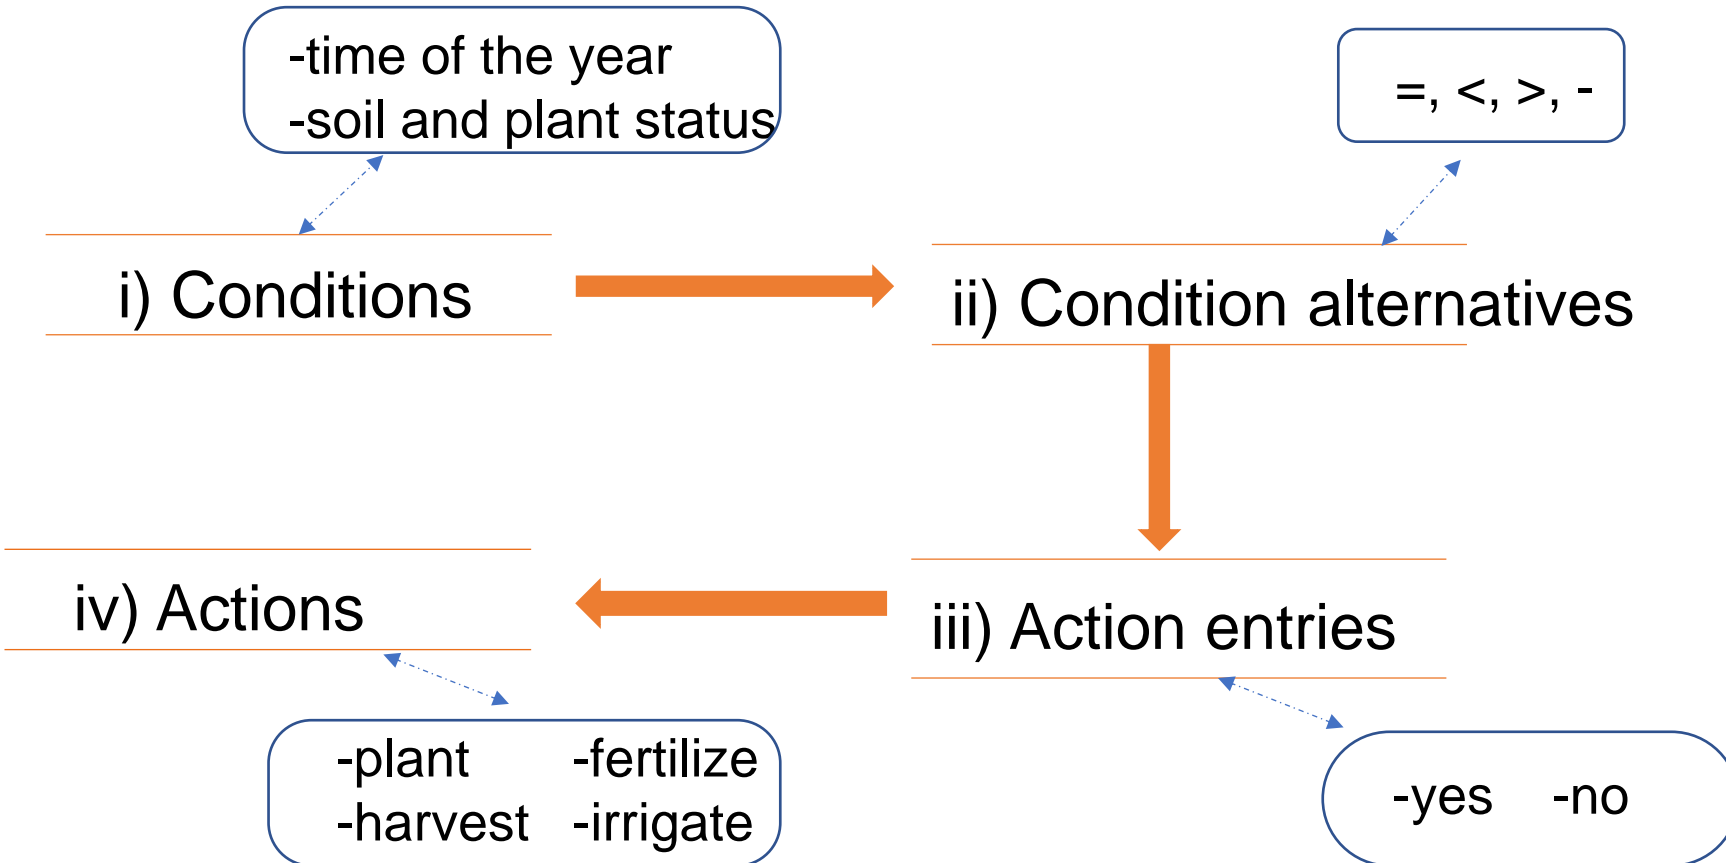 -time of the year
-soil and plant status
=, <, >, -
i) Conditions
ii) Condition alternatives
iv) Actions
iii) Action entries
-plant -fertilize
-harvest -irrigate
-yes -no